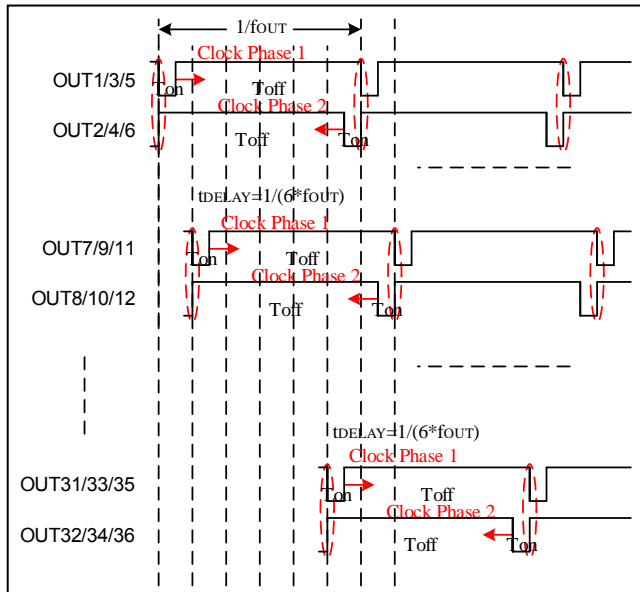 1/fOUT
Clock Phase 1
OUT1/3/5
Ton
Toff
Clock Phase 2
OUT2/4/6
Toff
Ton
tDELAY=1/(6*fOUT)
Clock Phase 1
OUT7/9/11
Ton
Toff
Clock Phase 2
OUT8/10/12
Toff
Ton
tDELAY=1/(6*fOUT)
Clock Phase 1
OUT31/33/35
Ton
Toff
Clock Phase 2
OUT32/34/36
Toff
Ton